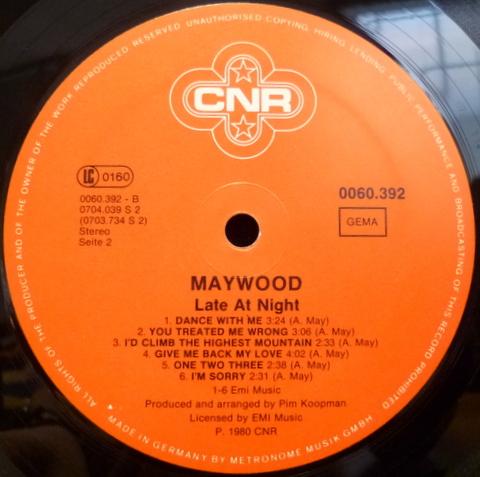 ALL RIGHTS OF THE PRODUCER AND OF THE OWNER OF THE WORK REPRODUCED RESERVED UNAUTHORISED COPYING, HIRING, LENDING, PUBLIC PERFORMANCE AND BROADCASTING OF THIS RECORD PROHIBITED
CNR
LC 0160
0060.392 - B
0704.039 S 2
(0703.734 S 2)
Stereo
Seite 2
0060.392
GEMA
MAYWOOD
Late At Night
1. DANCE WITH ME 3:24 (A. May)
2. YOU TREATED ME WRONG 3:06 (A. May)
3. I'D CLIMB THE HIGHEST MOUNTAIN 2:33 (A. May)
4. GIVE ME BACK MY LOVE 4:02 (A. May)
5. ONE TWO THREE 2:38 (A. May)
6. I'M SORRY 2:31 (A. May)
1-6 Emi Music
Produced and arranged by Pim Koopman
Licensed by EMI Music
P. 1980 CNR
MADE IN GERMANY BY METRONOME MUSIK GMBH